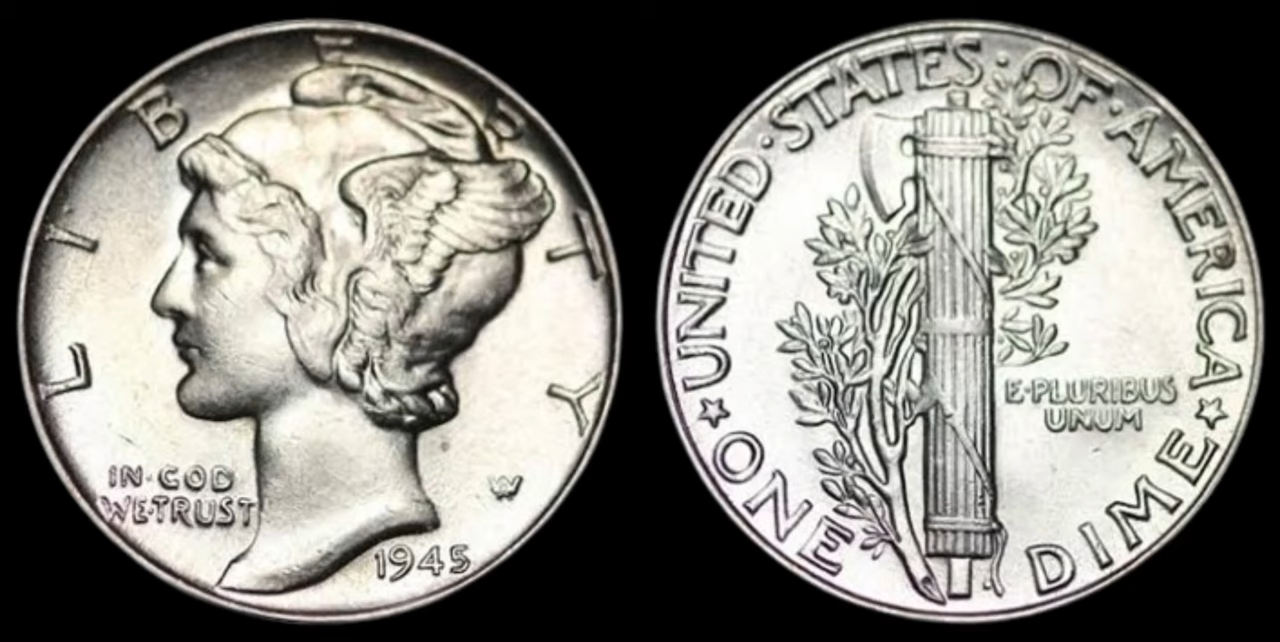 LIBERTY
IN·GOD
WE·TRUST
W
1945
UNITED·STATES·OF·AMERICA
E·PLURIBUS
UNUM
ONE DIME